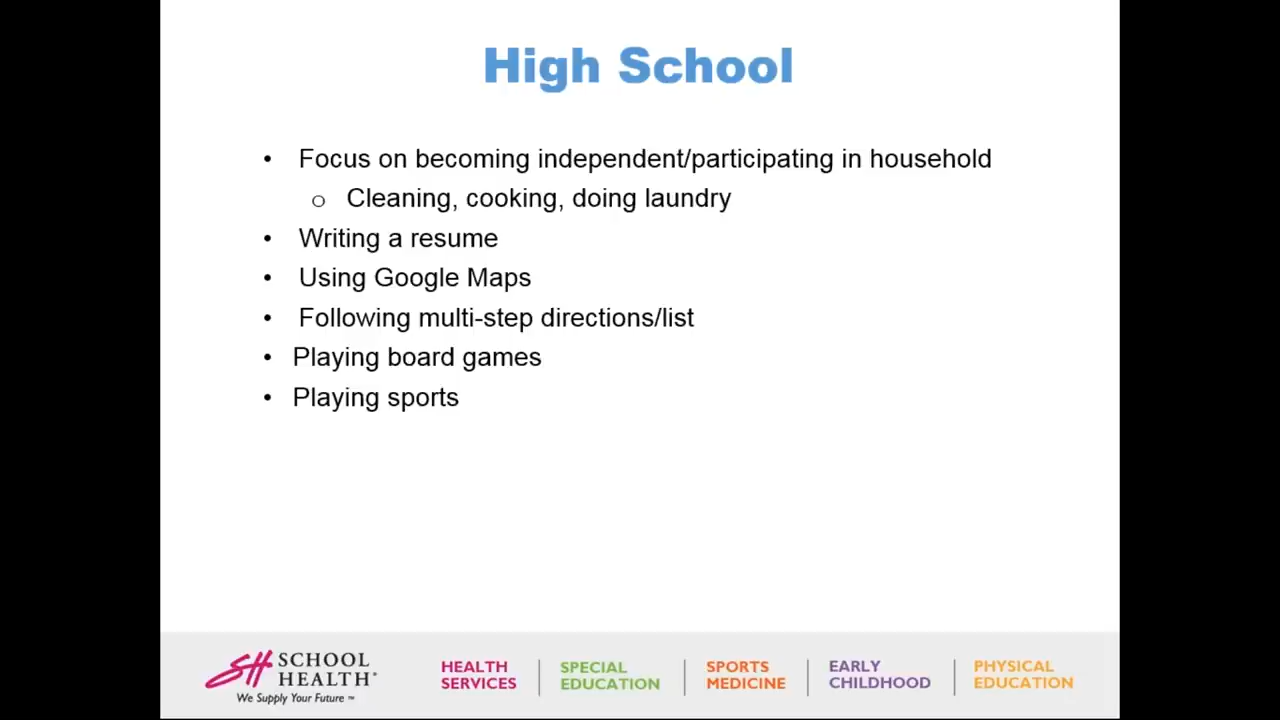 High School
• Focus on becoming independent/participating in household
o Cleaning, cooking, doing laundry
• Writing a resume
• Using Google Maps
• Following multi-step directions/list
• Playing board games
• Playing sports
SH SCHOOL HEALTH®
We Supply Your Future™
HEALTH SERVICES
SPECIAL EDUCATION
SPORTS MEDICINE
EARLY CHILDHOOD
PHYSICAL EDUCATION